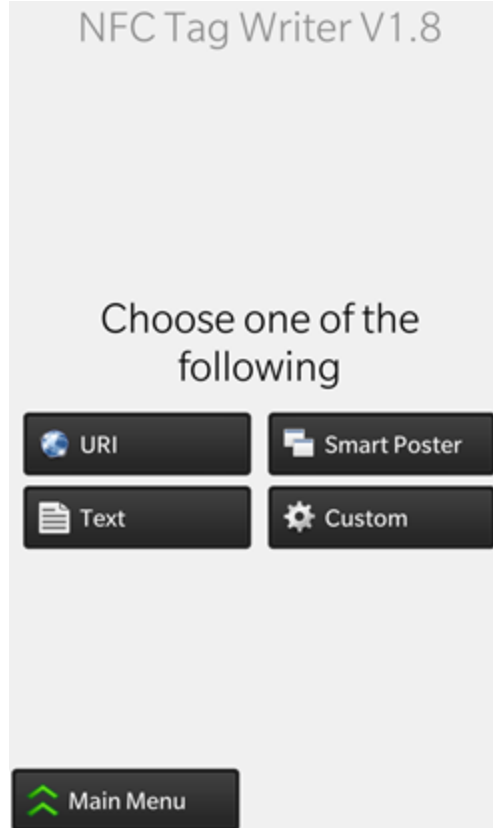 NFC Tag Writer V1.8
Choose one of the
following
URI
Smart Poster
Text
Custom
Main Menu